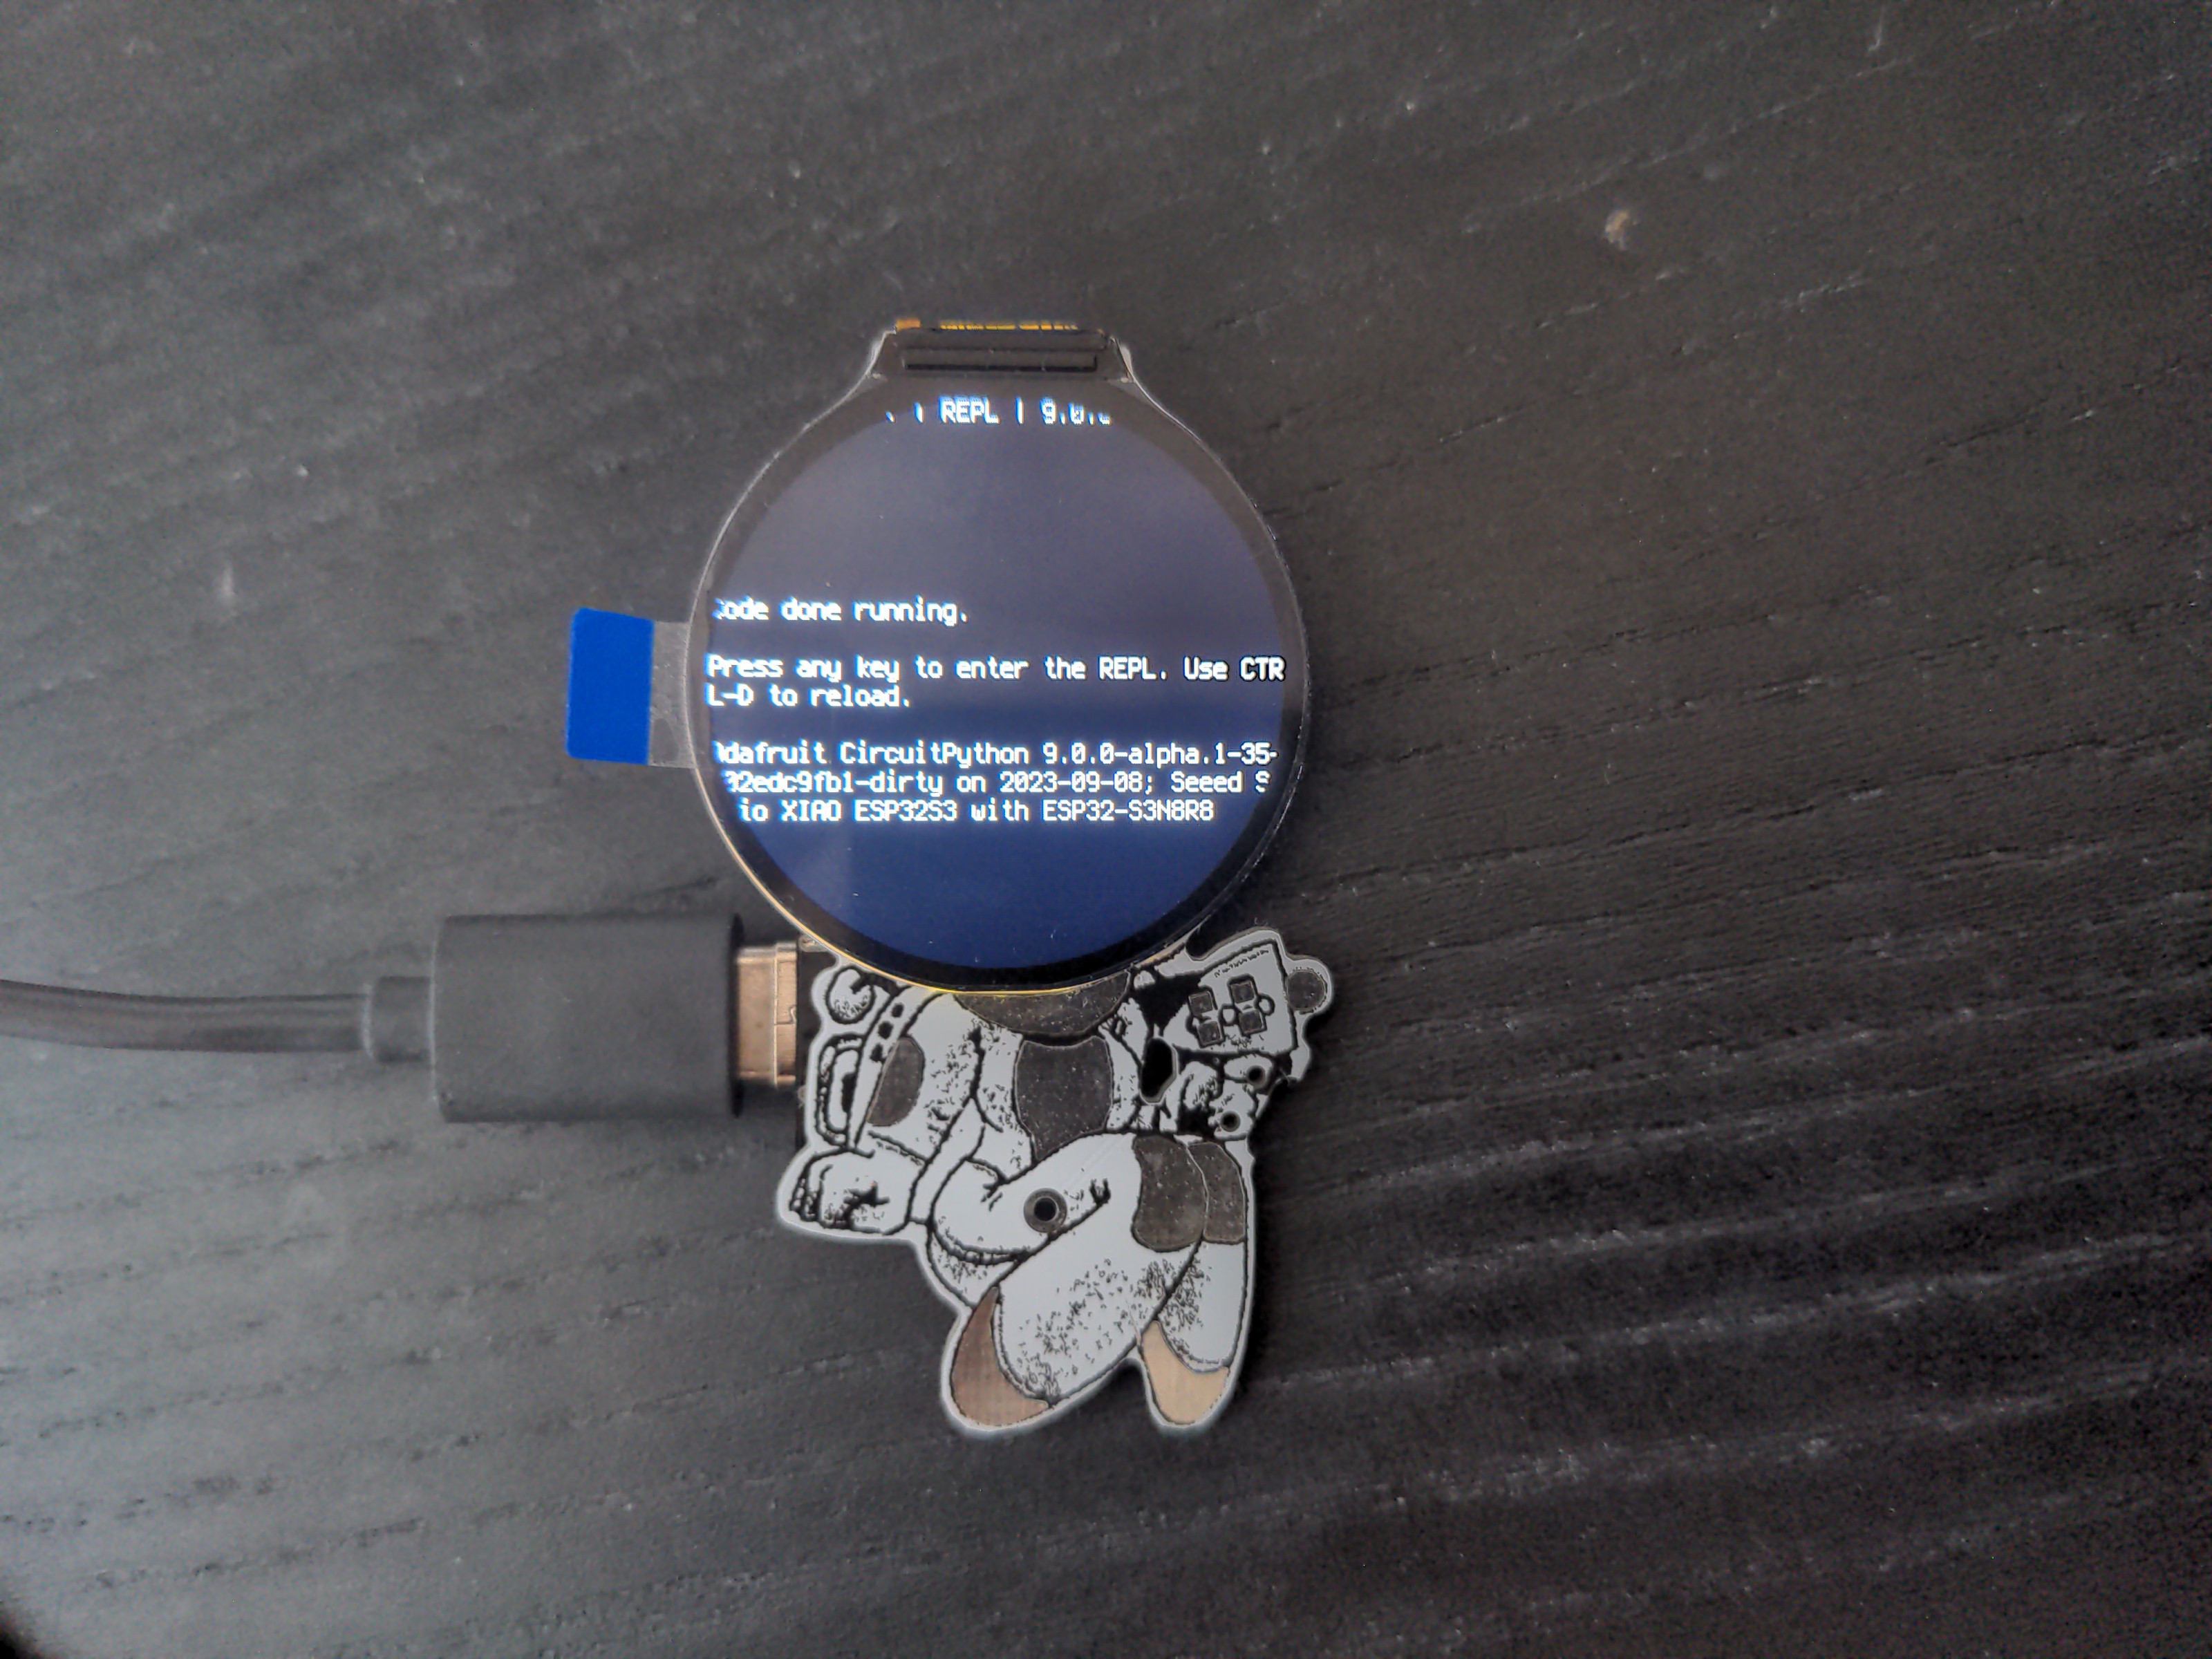 | REPL | 9.0.
ode done running.
Press any key to enter the REPL. Use CTR
L-D to reload.
dafruit CircuitPython 9.0.0-alpha.1-35-
32edc9fb1-dirty on 2023-09-08; Seeed S
io XIAO ESP32S3 with ESP32-S3N8R8